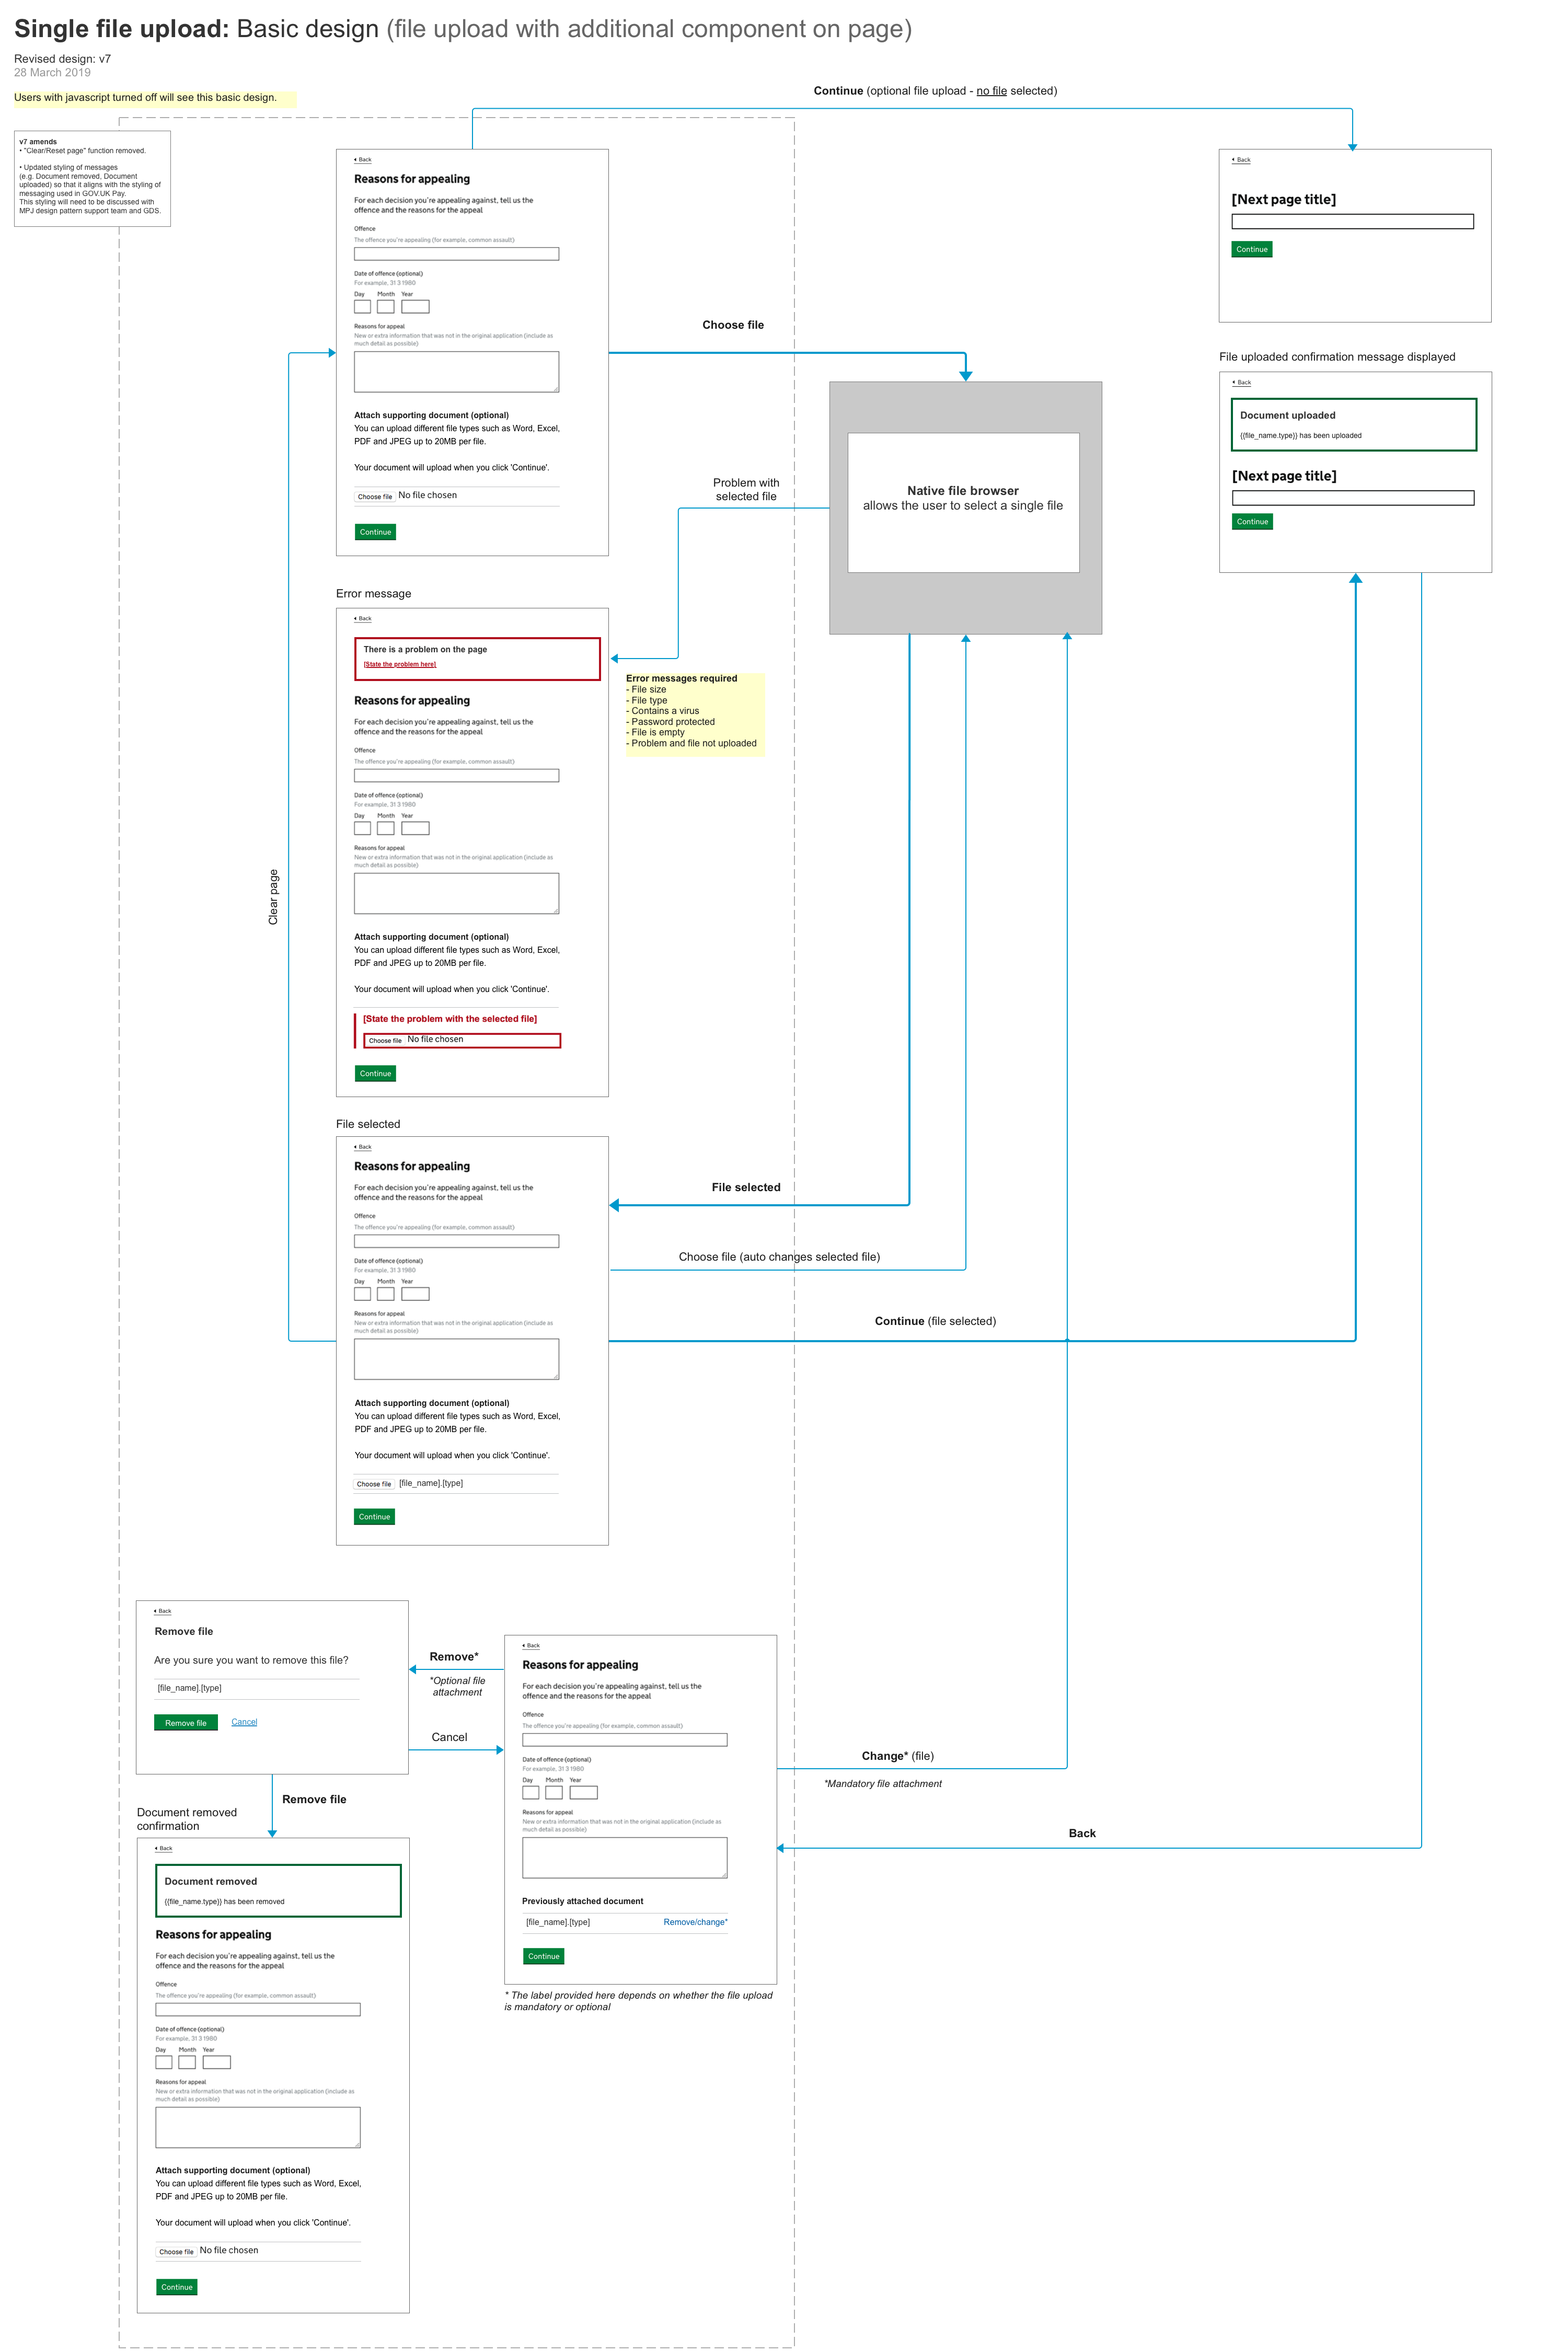 Single file upload: Basic design (file upload with additional component on page)
Revised design: v7
28 March 2019
Users with javascript turned off will see this basic design.
v7 amends
• "Clear/Reset page" function removed.
• Updated styling of messages
(e.g. Document removed, Document
uploaded) so that it aligns with the styling of
messaging used in GOV.UK Pay.
This styling will need to be discussed with
MPJ design pattern support team and GDS.
Continue (optional file upload - no file selected)
Back
Reasons for appealing
For each decision you're appealing against, tell us the
offence and the reasons for the appeal
Offence
The offence you're appealing (for example, common assault)
Date of offence (optional)
For example, 31 3 1980
Day Month Year
Reasons for appeal
New or extra information that was not in the original application (include as
much detail as possible)
Attach supporting document (optional)
You can upload different file types such as Word, Excel,
PDF and JPEG up to 20MB per file.
Your document will upload when you click 'Continue'.
Choose file No file chosen
Continue
Choose file
Back
[Next page title]
Continue
File uploaded confirmation message displayed
Back
Document uploaded
{{file_name.type}} has been uploaded
[Next page title]
Continue
Native file browser
allows the user to select a single file
Problem with
selected file
Error message
Back
There is a problem on the page
[State the problem here]
Reasons for appealing
For each decision you're appealing against, tell us the
offence and the reasons for the appeal
Offence
The offence you're appealing (for example, common assault)
Date of offence (optional)
For example, 31 3 1980
Day Month Year
Reasons for appeal
New or extra information that was not in the original application (include as
much detail as possible)
Attach supporting document (optional)
You can upload different file types such as Word, Excel,
PDF and JPEG up to 20MB per file.
Your document will upload when you click 'Continue'.
[State the problem with the selected file]
Choose file No file chosen
Continue
Error messages required
- File size
- File type
- Contains a virus
- Password protected
- File is empty
- Problem and file not uploaded
Clear page
File selected
Back
Reasons for appealing
For each decision you're appealing against, tell us the
offence and the reasons for the appeal
Offence
The offence you're appealing (for example, common assault)
Date of offence (optional)
For example, 31 3 1980
Day Month Year
Reasons for appeal
New or extra information that was not in the original application (include as
much detail as possible)
Attach supporting document (optional)
You can upload different file types such as Word, Excel,
PDF and JPEG up to 20MB per file.
Your document will upload when you click 'Continue'.
Choose file [file_name].[type]
Continue
File selected
Choose file (auto changes selected file)
Continue (file selected)
Back
Remove file
Are you sure you want to remove this file?
[file_name].[type]
Remove file Cancel
Remove*
*Optional file
attachment
Cancel
Back
Reasons for appealing
For each decision you're appealing against, tell us the
offence and the reasons for the appeal
Offence
The offence you're appealing (for example, common assault)
Date of offence (optional)
For example, 31 3 1980
Day Month Year
Reasons for appeal
New or extra information that was not in the original application (include as
much detail as possible)
Previously attached document
[file_name].[type] Remove/change*
Continue
* The label provided here depends on whether the file upload
is mandatory or optional
Change* (file)
*Mandatory file attachment
Back
Remove file
Document removed
confirmation
Back
Document removed
{{file_name.type}} has been removed
Reasons for appealing
For each decision you're appealing against, tell us the
offence and the reasons for the appeal
Offence
The offence you're appealing (for example, common assault)
Date of offence (optional)
For example, 31 3 1980
Day Month Year
Reasons for appeal
New or extra information that was not in the original application (include as
much detail as possible)
Attach supporting document (optional)
You can upload different file types such as Word, Excel,
PDF and JPEG up to 20MB per file.
Your document will upload when you click 'Continue'.
Choose file No file chosen
Continue